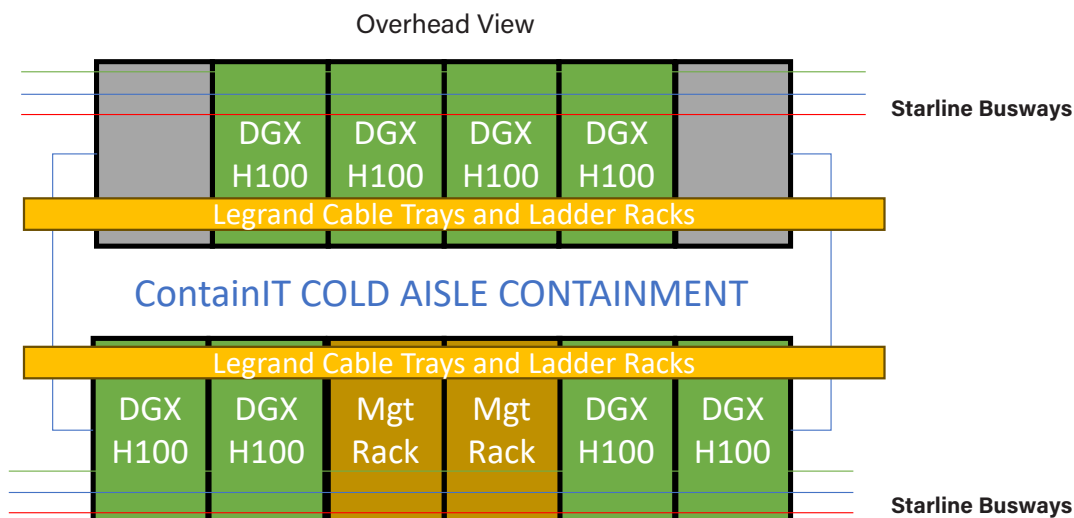 Overhead View
Starline Busways
DGX DGX DGX DGX
H100 H100 H100 H100
Legrand Cable Trays and Ladder Racks
ContainIT COLD AISLE CONTAINMENT
Legrand Cable Trays and Ladder Racks
DGX DGX Mgt Mgt DGX DGX
H100 H100 Rack Rack H100 H100
Starline Busways